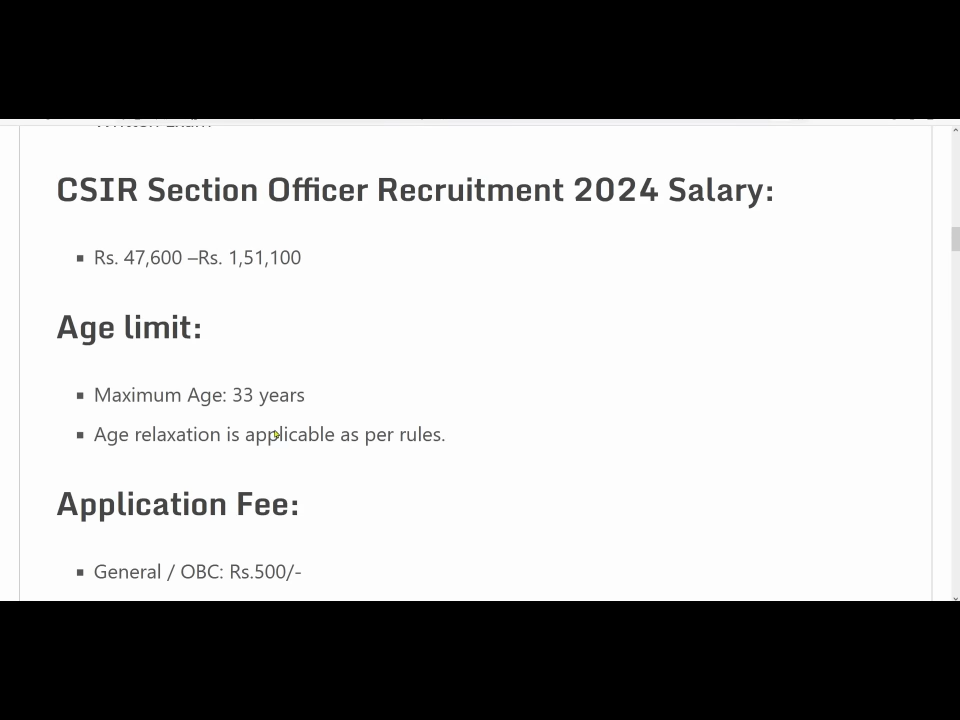 CSIR Section Officer Recruitment 2024 Salary:
▪ Rs. 47,600 –Rs. 1,51,100
Age limit:
▪ Maximum Age: 33 years
▪ Age relaxation is applicable as per rules.
Application Fee:
▪ General / OBC: Rs.500/-